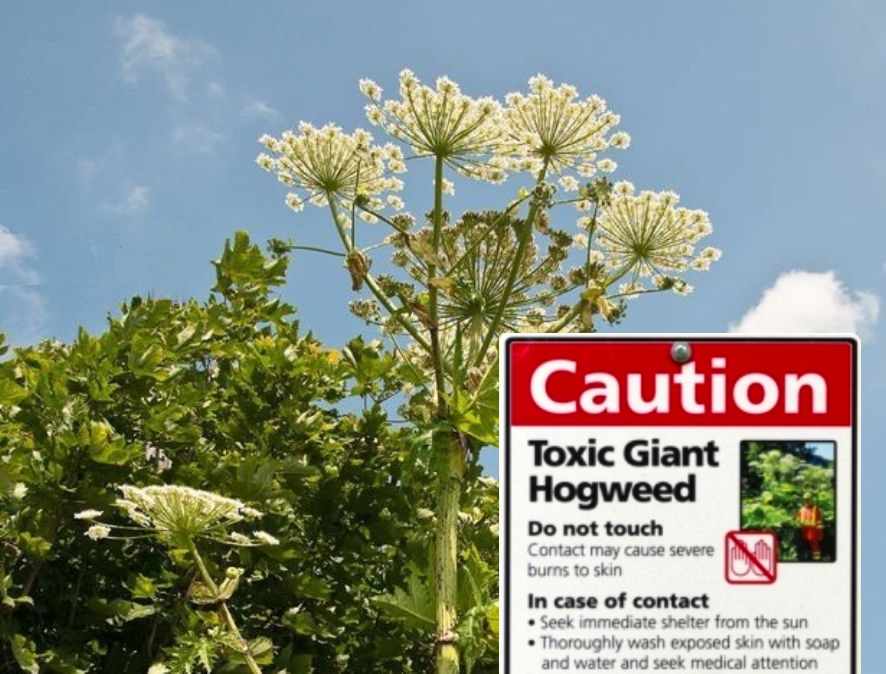 Caution
Toxic Giant
Hogweed
Do not touch
Contact may cause severe
burns to skin
In case of contact
• Seek immediate shelter from the sun
• Thoroughly wash exposed skin with soap
and water and seek medical attention